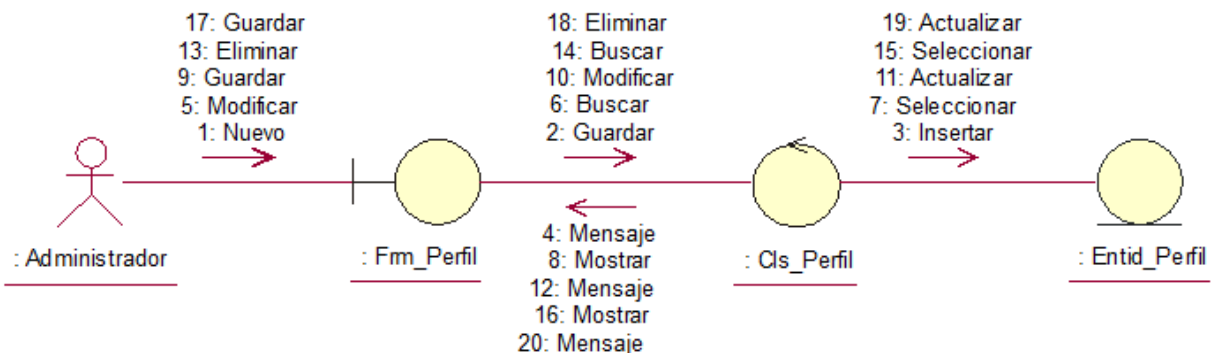 17: Guardar
13: Eliminar
9: Guardar
5: Modificar
1: Nuevo
18: Eliminar
14: Buscar
10: Modificar
6: Buscar
2: Guardar
19: Actualizar
15: Seleccionar
11: Actualizar
7: Seleccionar
3: Insertar
: Administrador
: Frm_Perfil
4: Mensaje
8: Mostrar
12: Mensaje
16: Mostrar
20: Mensaje
: Cls_Perfil
: Entid_Perfil